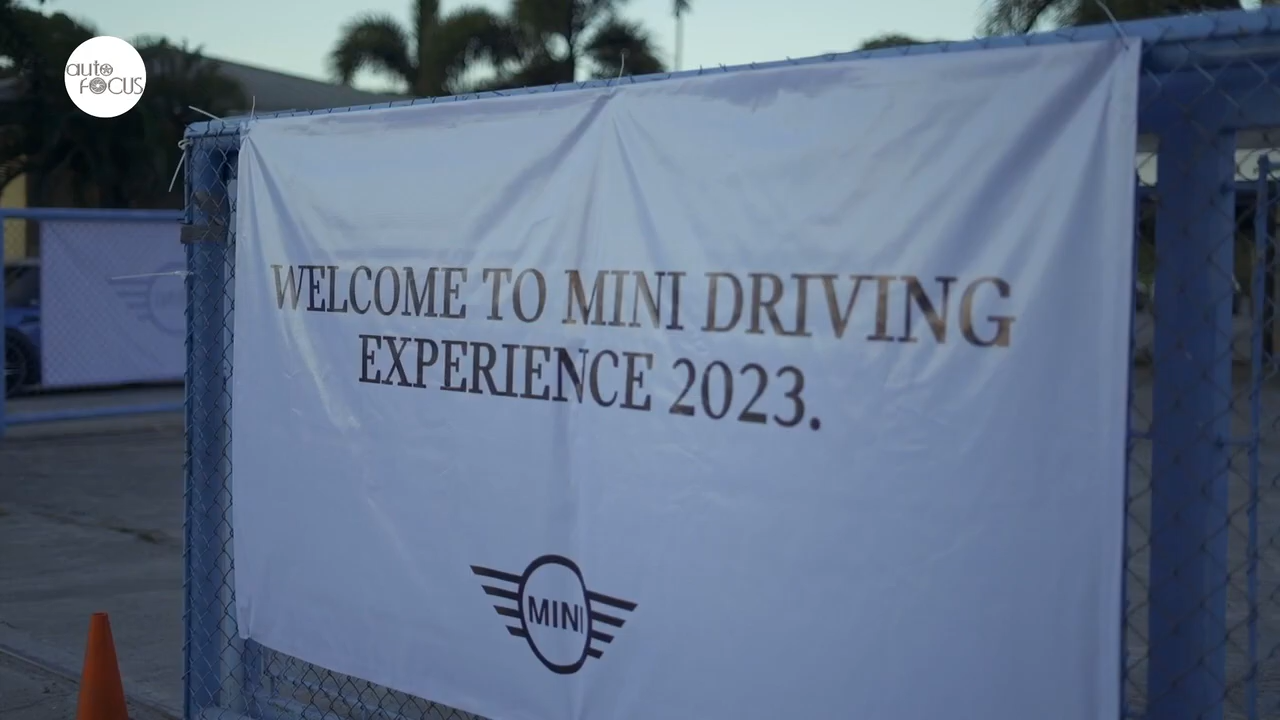 auto
FOCUS
WELCOME TO MINI DRIVING
EXPERIENCE 2023.
MINI